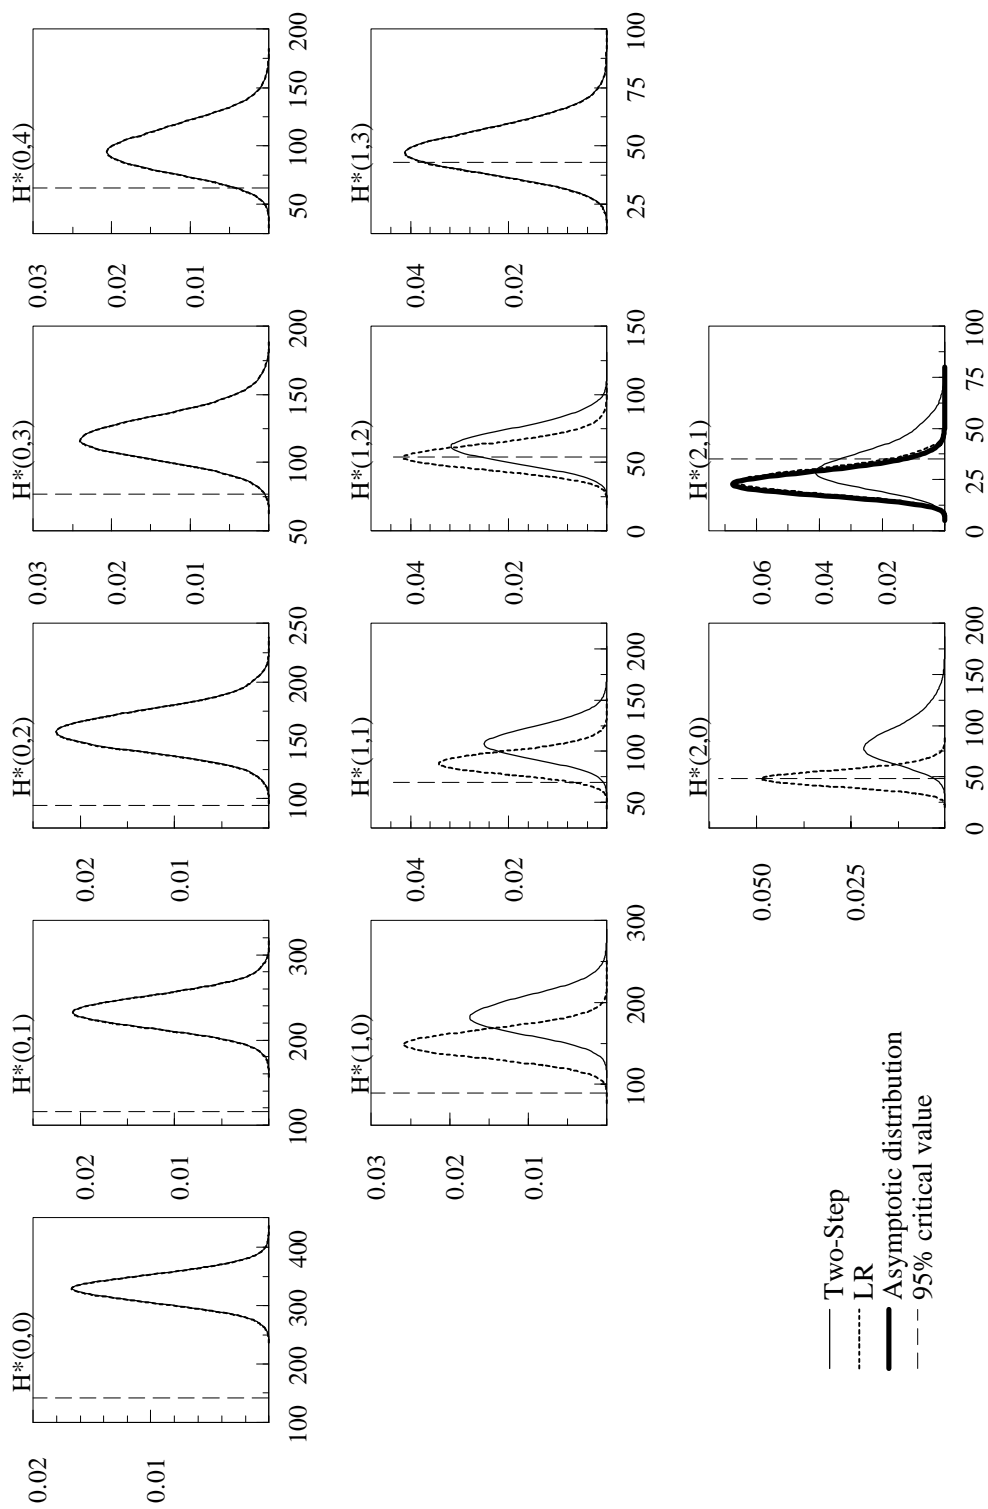 H*(0,0)
0.02
0.01
100 200 300 400
H*(0,1)
0.02
0.01
100 200 300
H*(0,2)
0.02
0.01
100 150 200 250
H*(0,3)
0.03
0.02
0.01
50 100 150 200
H*(0,4)
0.03
0.02
0.01
50 100 150 200
H*(1,0)
0.03
0.02
0.01
100 200 300
H*(1,1)
0.04
0.02
50 100 150 200
H*(1,2)
0.04
0.02
0 50 100 150
H*(1,3)
0.04
0.02
25 50 75 100
H*(2,0)
0.050
0.025
0 50 100 150 200
H*(2,1)
0.06
0.04
0.02
0 25 50 75 100
Two-Step
LR
Asymptotic distribution
95% critical value